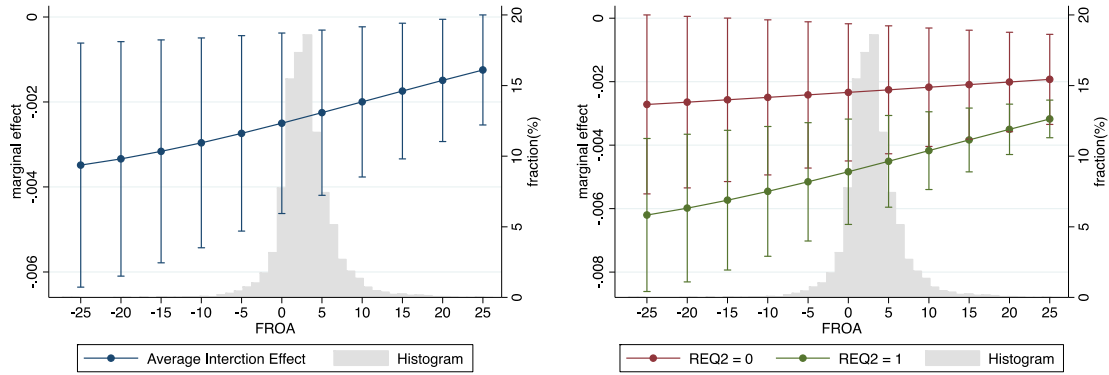 0
-.002
-.004
-.006
marginal effect
20
15
10
5
0
fraction(%)
-25 -20 -15 -10 -5 0 5 10 15 20 25
FROA
Average Interction Effect Histogram
0
-.002
-.004
-.006
-.008
marginal effect
20
15
10
5
0
fraction(%)
-25 -20 -15 -10 -5 0 5 10 15 20 25
FROA
REQ2 = 0 REQ2 = 1 Histogram